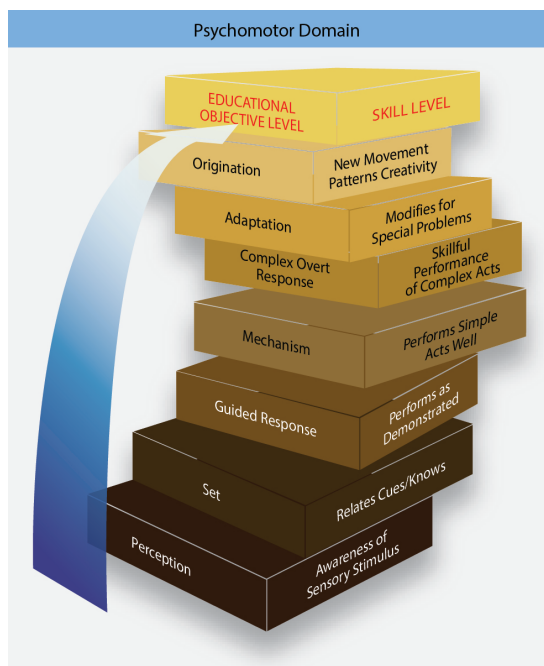 Psychomotor Domain
EDUCATIONAL
OBJECTIVE LEVEL
SKILL LEVEL
Origination
New Movement
Patterns Creativity
Adaptation
Modifies for
Special Problems
Complex Overt
Response
Skillful
Performance
of Complex Acts
Mechanism
Performs Simple
Acts Well
Guided Response
Performs as
Demonstrated
Set
Relates Cues/Knows
Perception
Awareness of
Sensory Stimulus